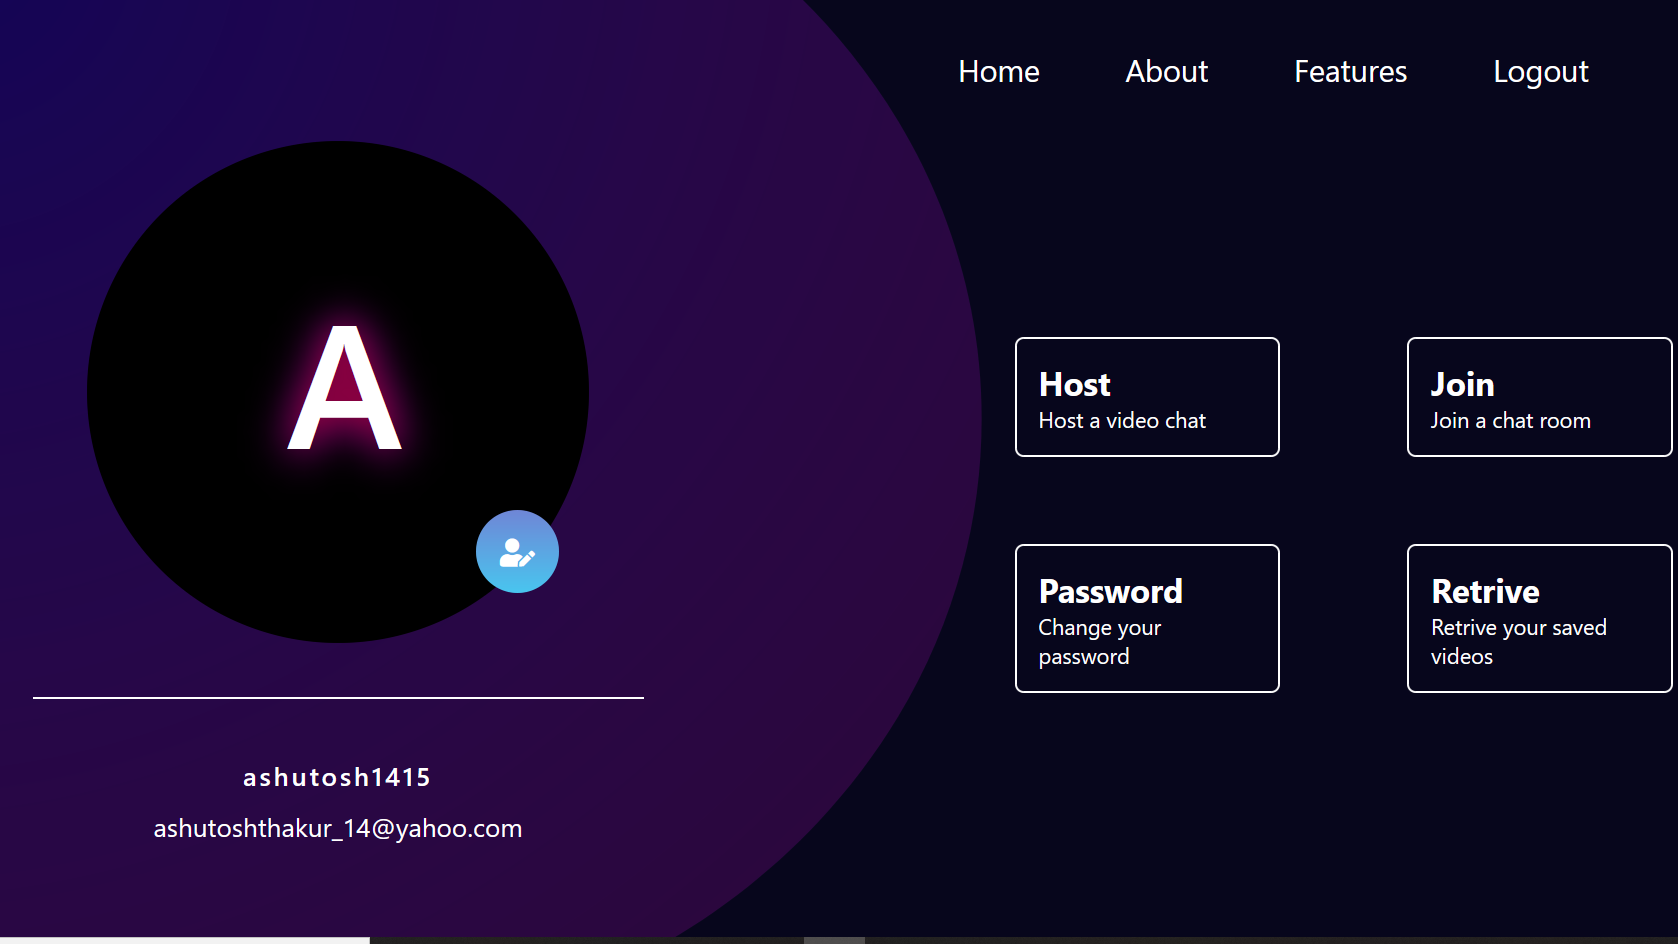 Home About Features Logout
A
Host
Host a video chat
Join
Join a chat room
Password
Change your
password
Retrive
Retrive your saved
videos
ashutosh1415
ashutoshthakur_14@yahoo.com